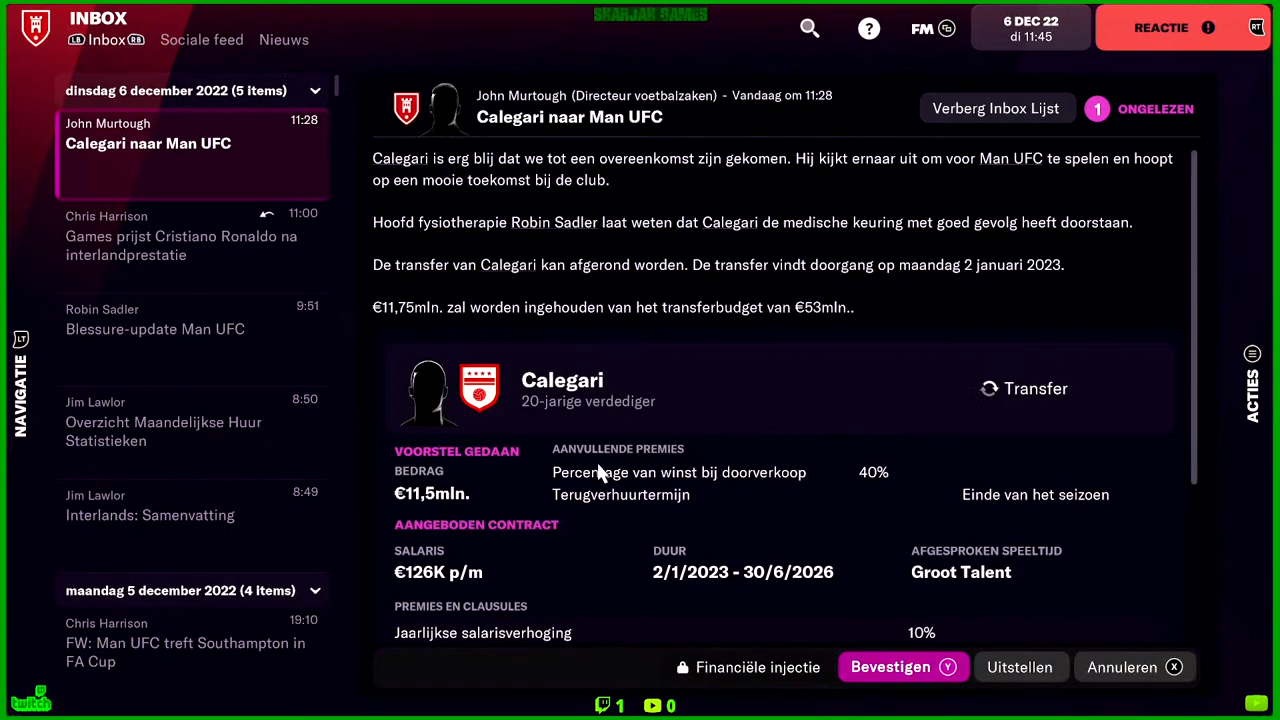 SHARJAH GAMES
INBOX
LB Inbox RB Sociale feed Nieuws
FM
6 DEC 22
di 11:45
REACTIE
RT
dinsdag 6 december 2022 (5 items)
John Murtough 11:28
Calegari naar Man UFC
Chris Harrison 11:00
Games prijst Cristiano Ronaldo na
interlandprestatie
Robin Sadler 9:51
Blessure-update Man UFC
Jim Lawlor 8:50
Overzicht Maandelijkse Huur
Statistieken
Jim Lawlor 8:49
Interlands: Samenvatting
maandag 5 december 2022 (4 Items)
Chris Harrison 19:10
FW: Man UFC treft Southampton in
FA Cup
LT
NAVIGATIE
John Murtough (Directeur voetbalzaken) - Vandaag om 11:28
Calegari naar Man UFC
Verberg Inbox Lijst
1 ONGELEZEN
Calegari is erg blij dat we tot een overeenkomst zijn gekomen. Hij kijkt ernaar uit om voor Man UFC te spelen en hoopt
op een mooie toekomst bij de club.
Hoofd fysiotherapie Robin Sadler laat weten dat Calegari de medische keuring met goed gevolg heeft doorstaan.
De transfer van Calegari kan afgerond worden. De transfer vindt doorgang op maandag 2 januari 2023.
€11,75mln. zal worden ingehouden van het transferbudget van €53mln..
Calegari
20-jarige verdediger
Transfer
VOORSTEL GEDAAN
BEDRAG
€11,5mln.
AANVULLENDE PREMIES
Percentage van winst bij doorverkoop 40%
Terugverhuurtermijn Einde van het seizoen
AANGEBODEN CONTRACT
SALARIS DUUR AFGESPROKEN SPEELTIJD
€126K p/m 2/1/2023 - 30/6/2026 Groot Talent
PREMIES EN CLAUSULES
Jaarlijkse salarisverhoging 10%
Financiële injectie Bevestigen Y Uitstellen Annuleren X
ACTIES
twitch
1 0